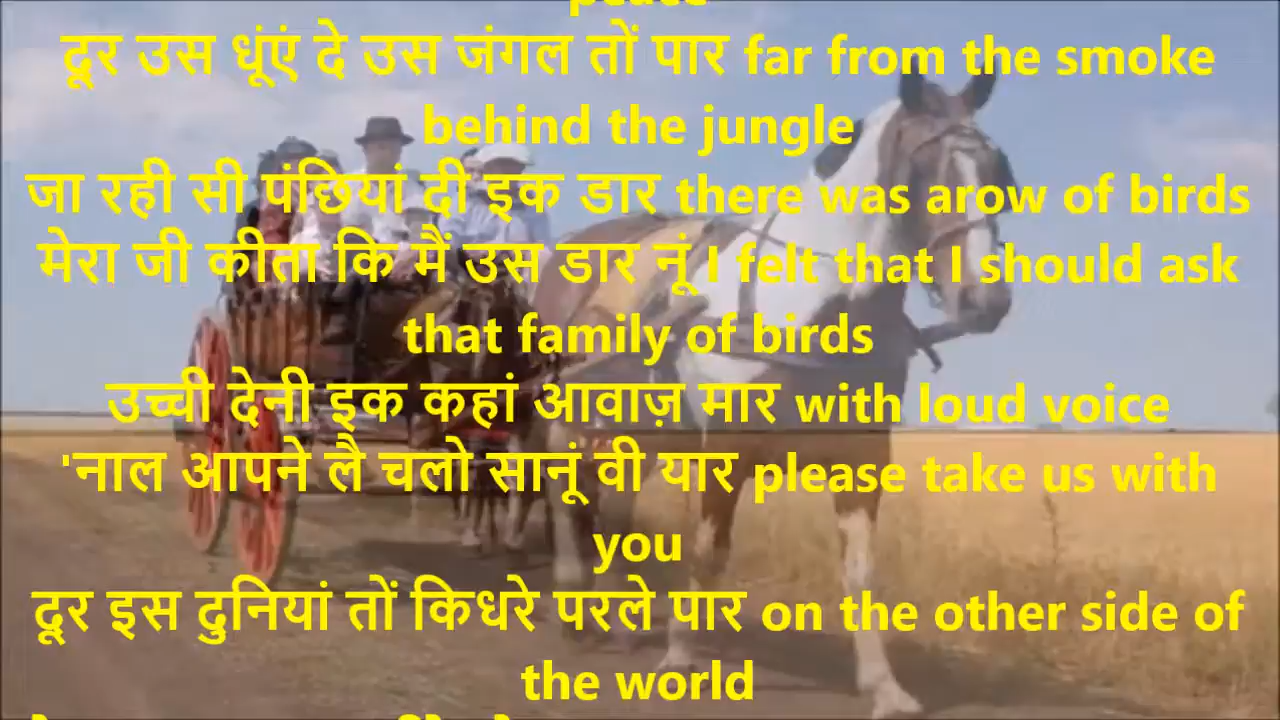 peace
दूर उस धूंएं दे उस जंगल तों पार far from the smoke
behind the jungle
जा रही सी पंछियां दी इक डार there was arow of birds
मेरा जी कीता कि मैं उस डार नूं I felt that I should ask
that family of birds
उच्ची देनी इक कहां आवाज़ मार with loud voice
'नाल आपने लै चलो सानूं वी यार please take us with
you
दूर इस दुनियां तों किधरे परले पार on the other side of
the world